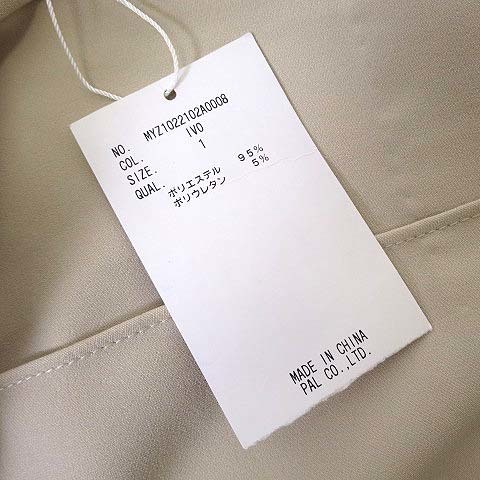 NO. MYZ1022102A0008
COL. IVO
SIZE. 1
QUAL. ポリエステル 95%
ポリウレタン 5%
MADE IN CHINA
PAL CO.,LTD.